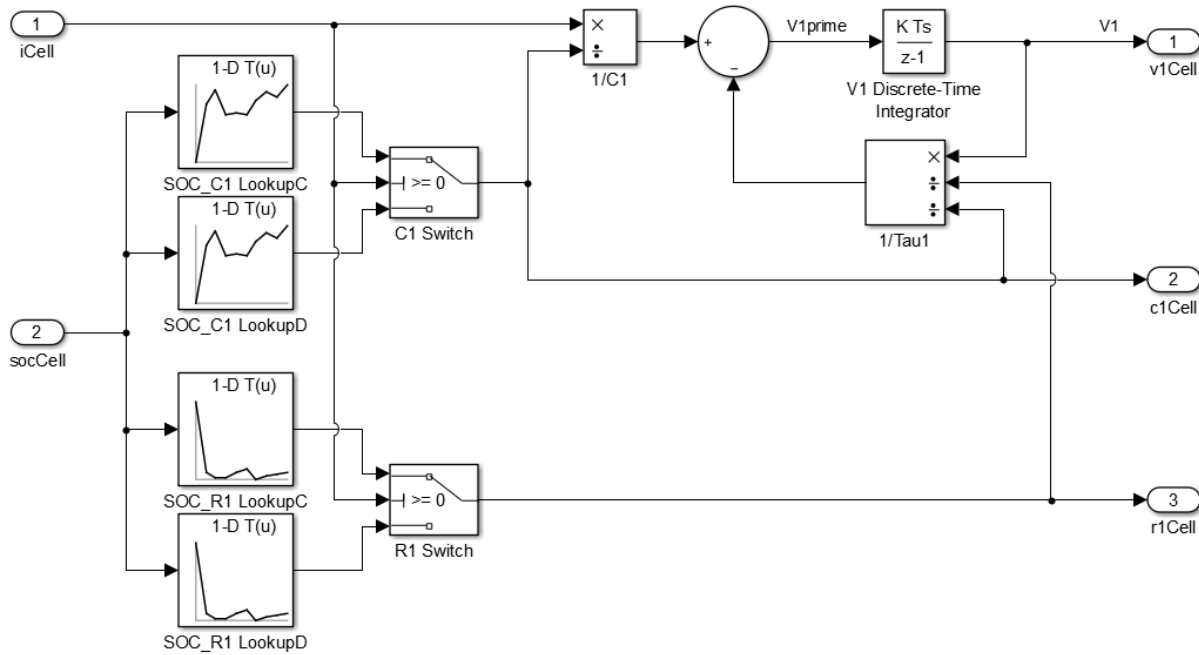 1
iCell
1-D T(u)
SOC_C1 LookupC
1-D T(u)
SOC_C1 LookupD
2
socCell
1-D T(u)
SOC_R1 LookupC
1-D T(u)
SOC_R1 LookupD
>= 0
C1 Switch
>= 0
R1 Switch
×
÷
1/C1
+
−
V1prime
K Ts
z-1
V1 Discrete-Time
Integrator
V1
×
÷
÷
1/Tau1
1
v1Cell
2
c1Cell
3
r1Cell